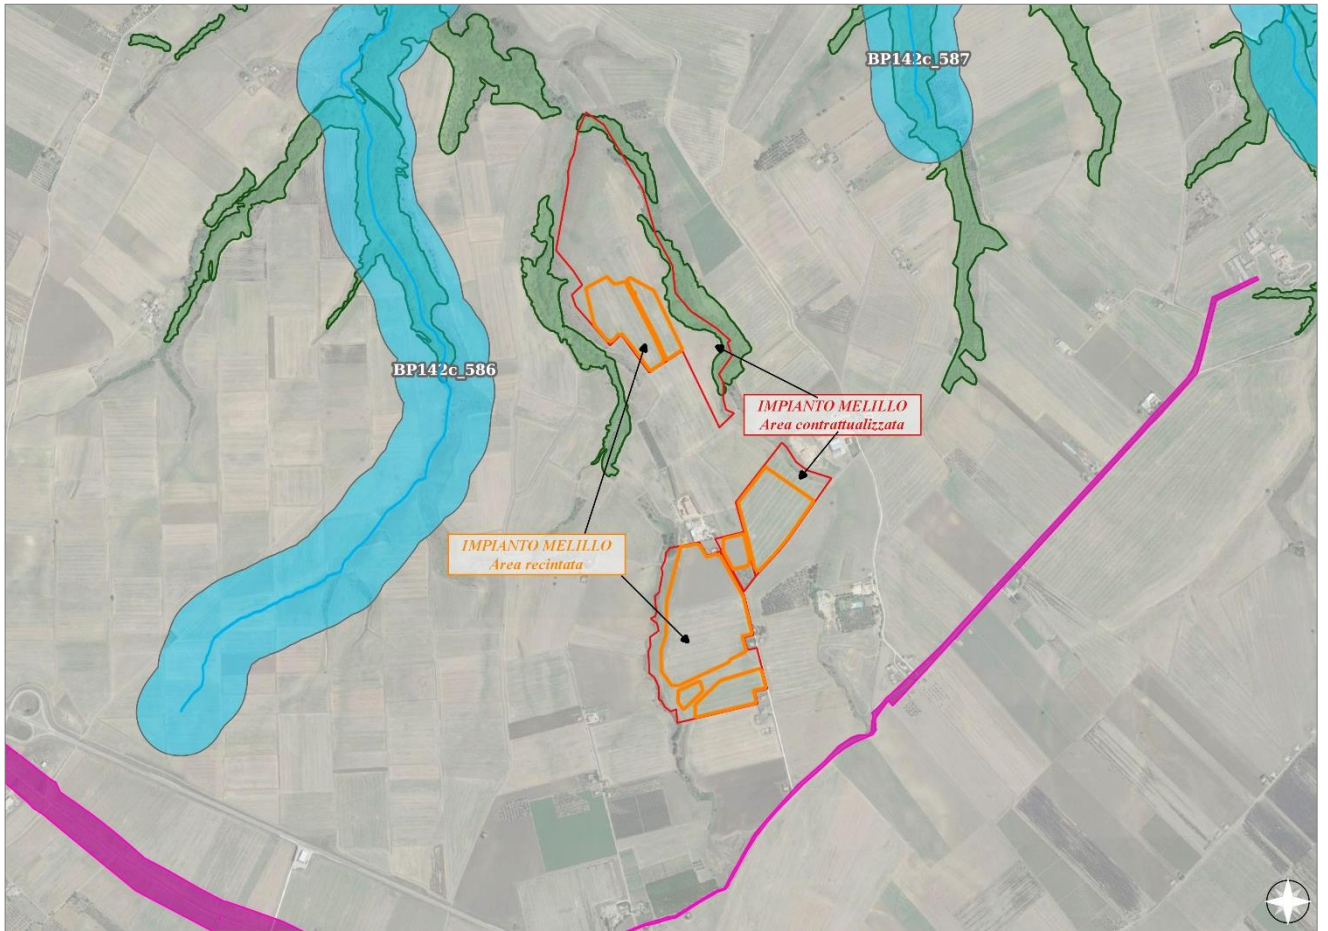 BP142c_587
BP142c_586
IMPIANTO MELILLO
Area contrattualizzata
IMPIANTO MELILLO
Area recintata